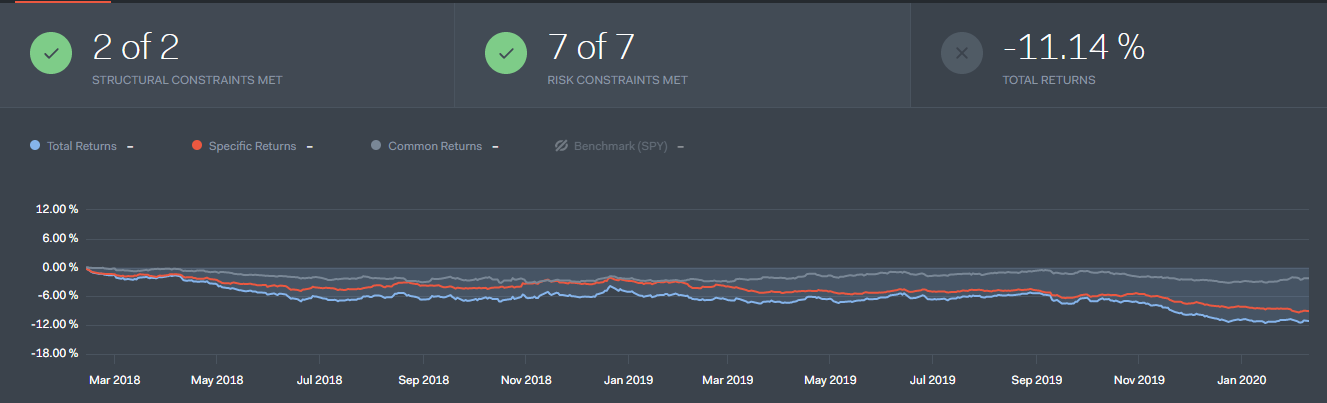 2 of 2
STRUCTURAL CONSTRAINTS MET
7 of 7
RISK CONSTRAINTS MET
-11.14 %
TOTAL RETURNS
Total Returns – Specific Returns – Common Returns – Benchmark (SPY) –
12.00 %
6.00 %
0.00 %
-6.00 %
-12.00 %
-18.00 %
Mar 2018 May 2018 Jul 2018 Sep 2018 Nov 2018 Jan 2019 Mar 2019 May 2019 Jul 2019 Sep 2019 Nov 2019 Jan 2020